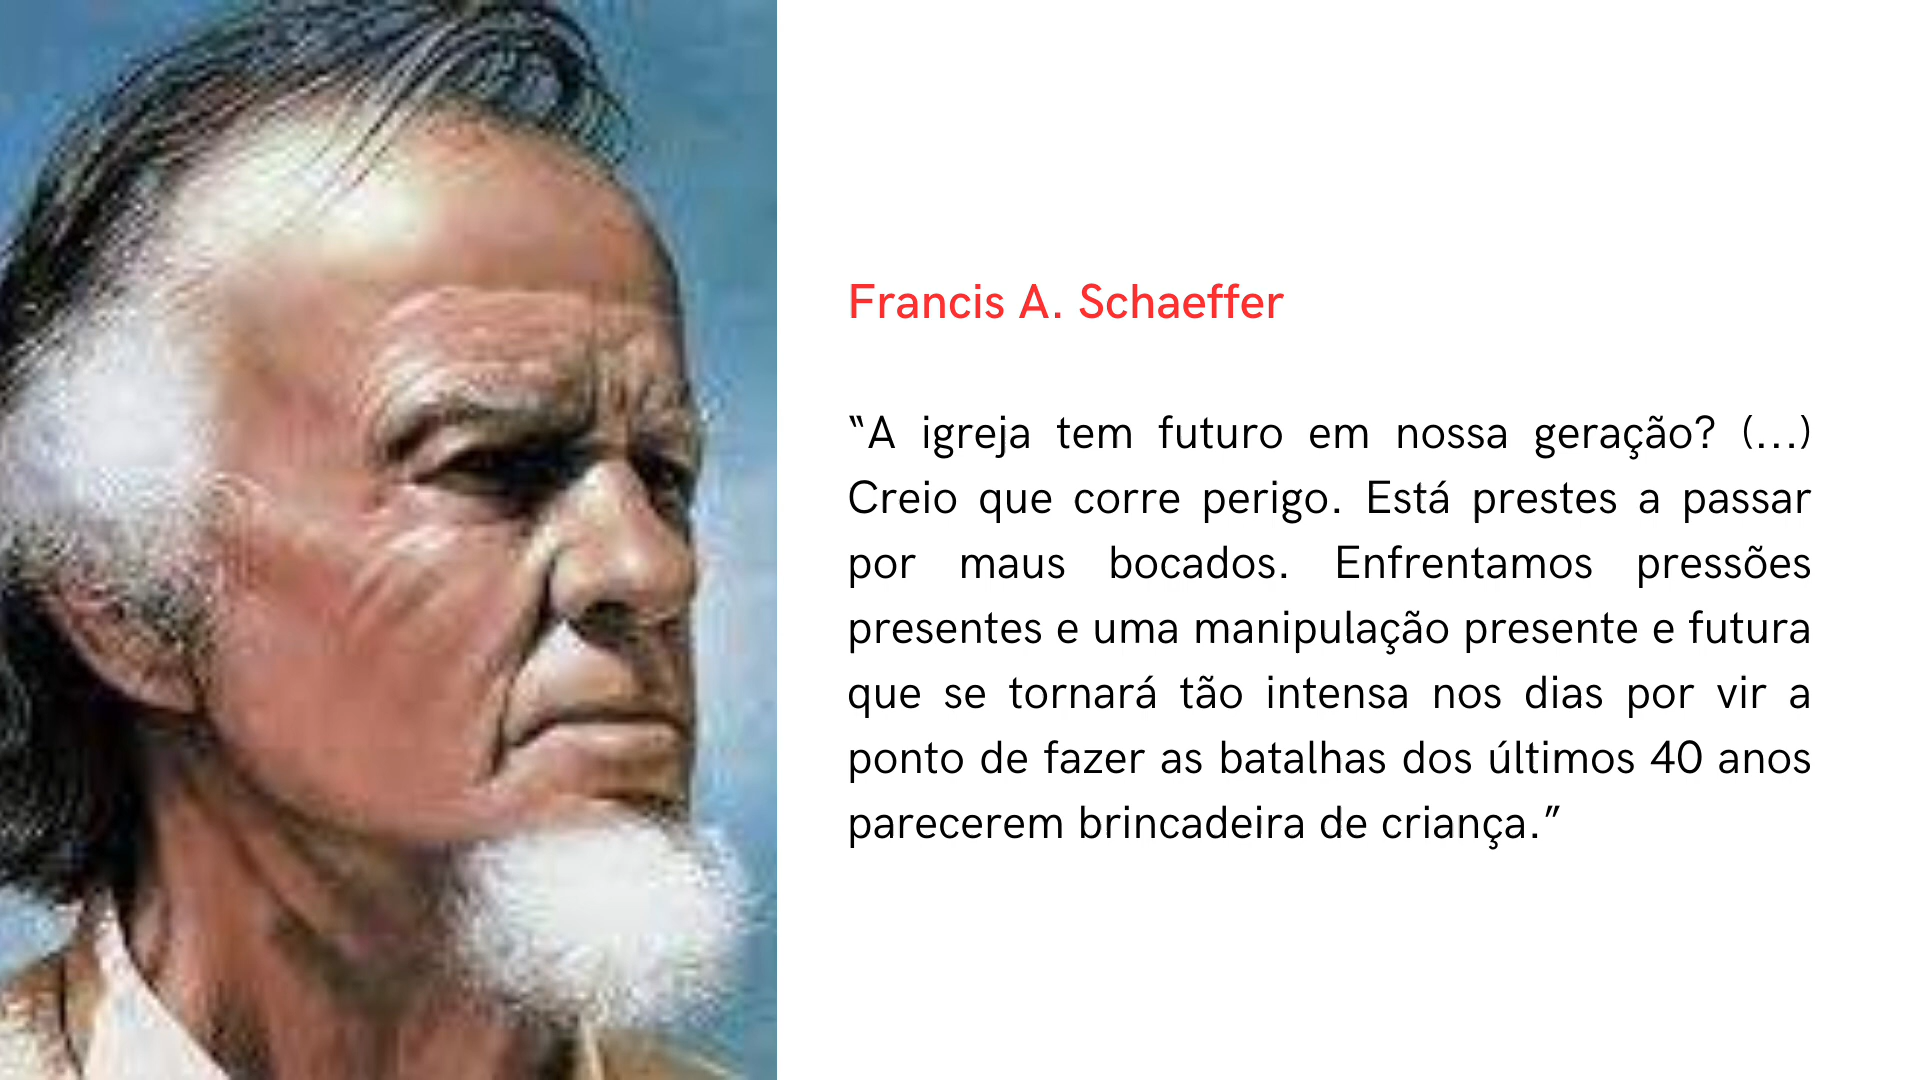 Francis A. Schaeffer
“A igreja tem futuro em nossa geração? (...)
Creio que corre perigo. Está prestes a passar
por maus bocados. Enfrentamos pressões
presentes e uma manipulação presente e futura
que se tornará tão intensa nos dias por vir a
ponto de fazer as batalhas dos últimos 40 anos
parecerem brincadeira de criança.”